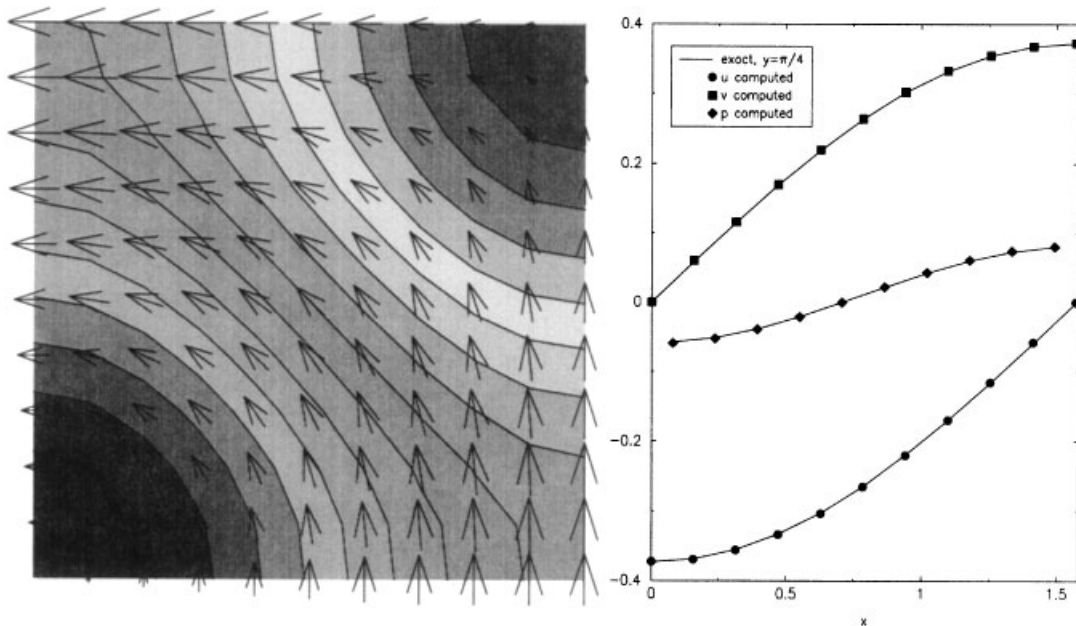 0.4
exact, y=π/4
u computed
v computed
p computed
0.2
0
−0.2
−0.4
0 0.5 1 1.5
x